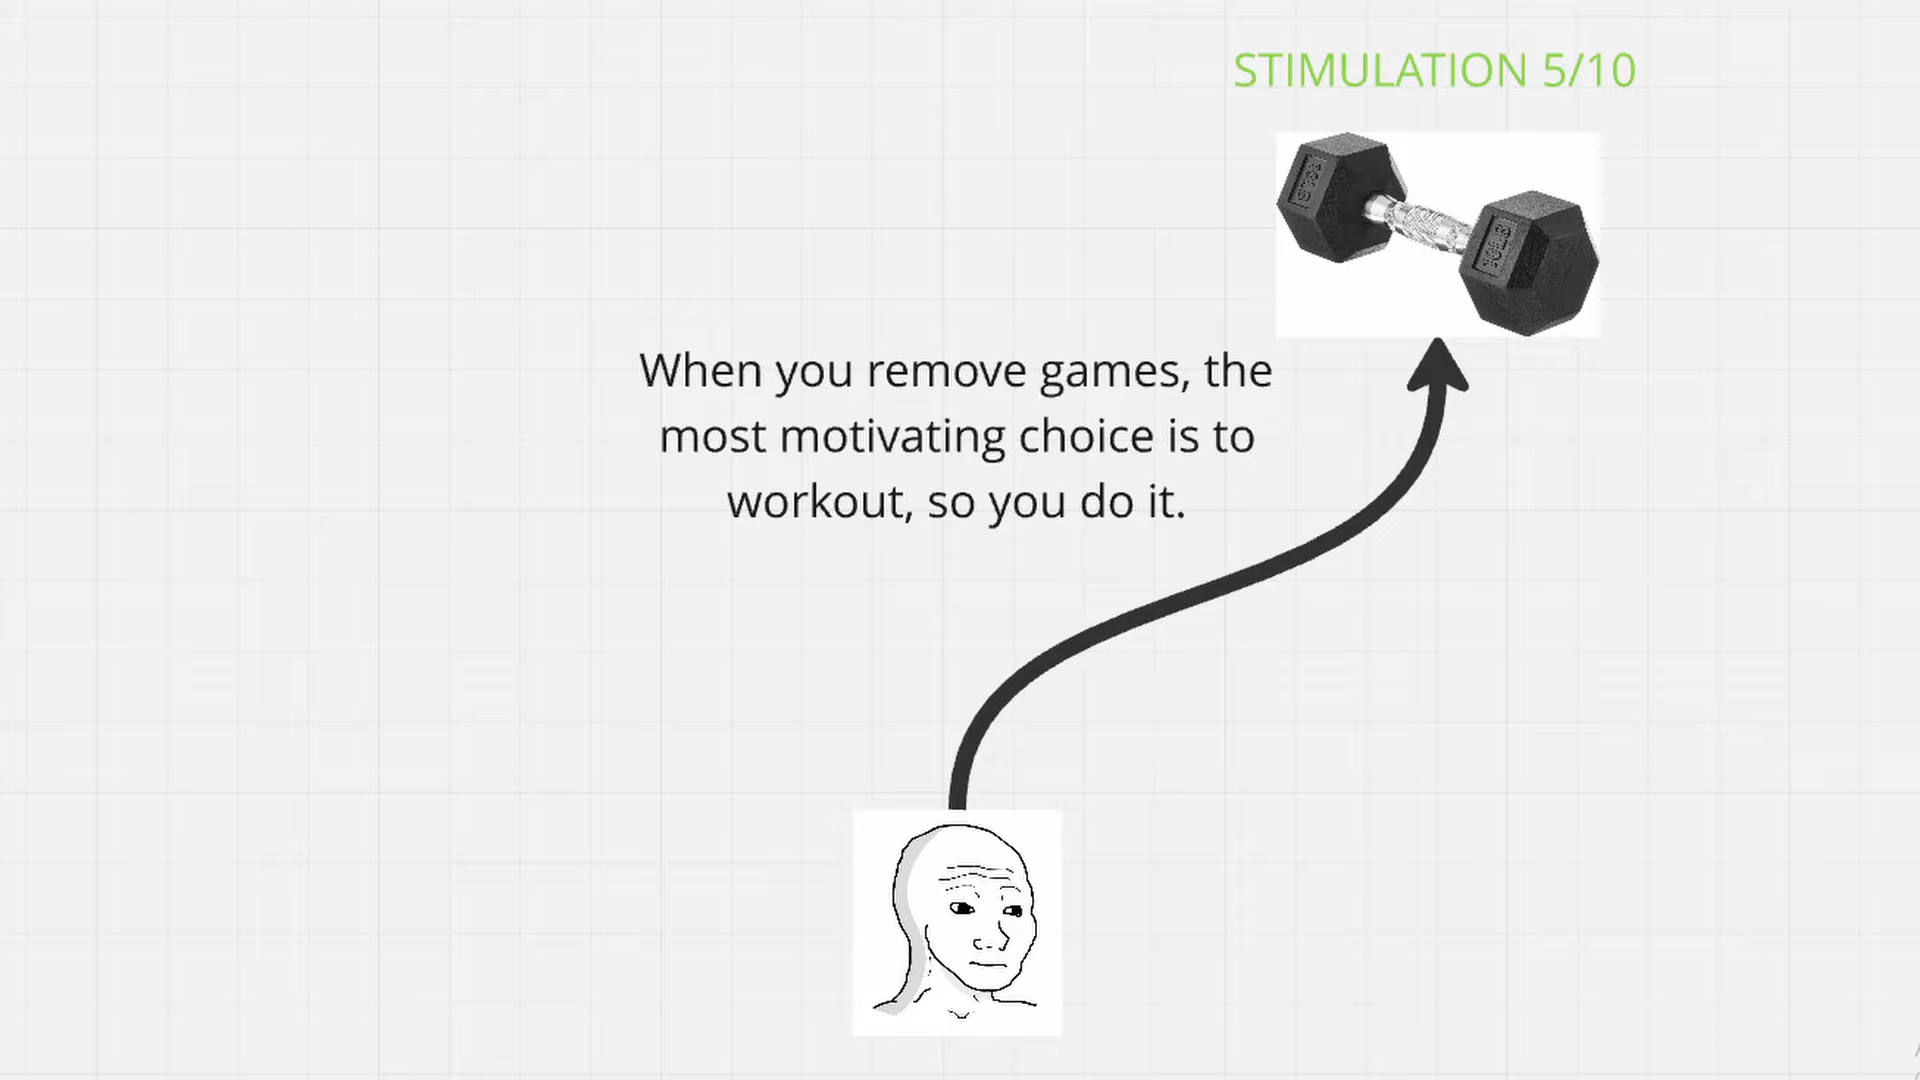 STIMULATION 5/10
When you remove games, the
most motivating choice is to
workout, so you do it.